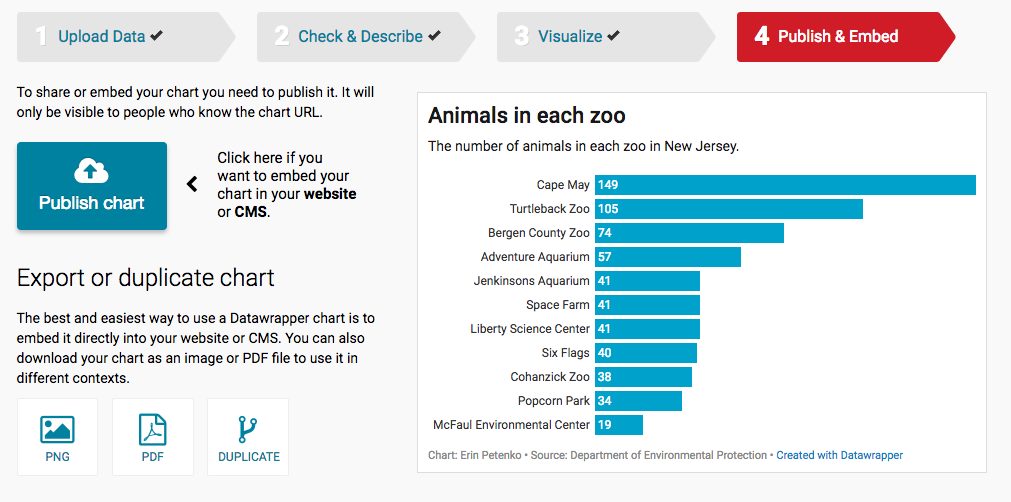 1 Upload Data ✔
2 Check & Describe ✔
3 Visualize ✔
4 Publish & Embed
To share or embed your chart you need to publish it. It will
only be visible to people who know the chart URL.
Publish chart
Click here if you
want to embed your
chart in your website
or CMS.
Export or duplicate chart
The best and easiest way to use a Datawrapper chart is to
embed it directly into your website or CMS. You can also
download your chart as an image or PDF file to use it in
different contexts.
PNG
PDF
DUPLICATE
Animals in each zoo
The number of animals in each zoo in New Jersey.
Cape May 149
Turtleback Zoo 105
Bergen County Zoo 74
Adventure Aquarium 57
Jenkinsons Aquarium 41
Space Farm 41
Liberty Science Center 41
Six Flags 40
Cohanzick Zoo 38
Popcorn Park 34
McFaul Environmental Center 19
Chart: Erin Petenko • Source: Department of Environmental Protection • Created with Datawrapper